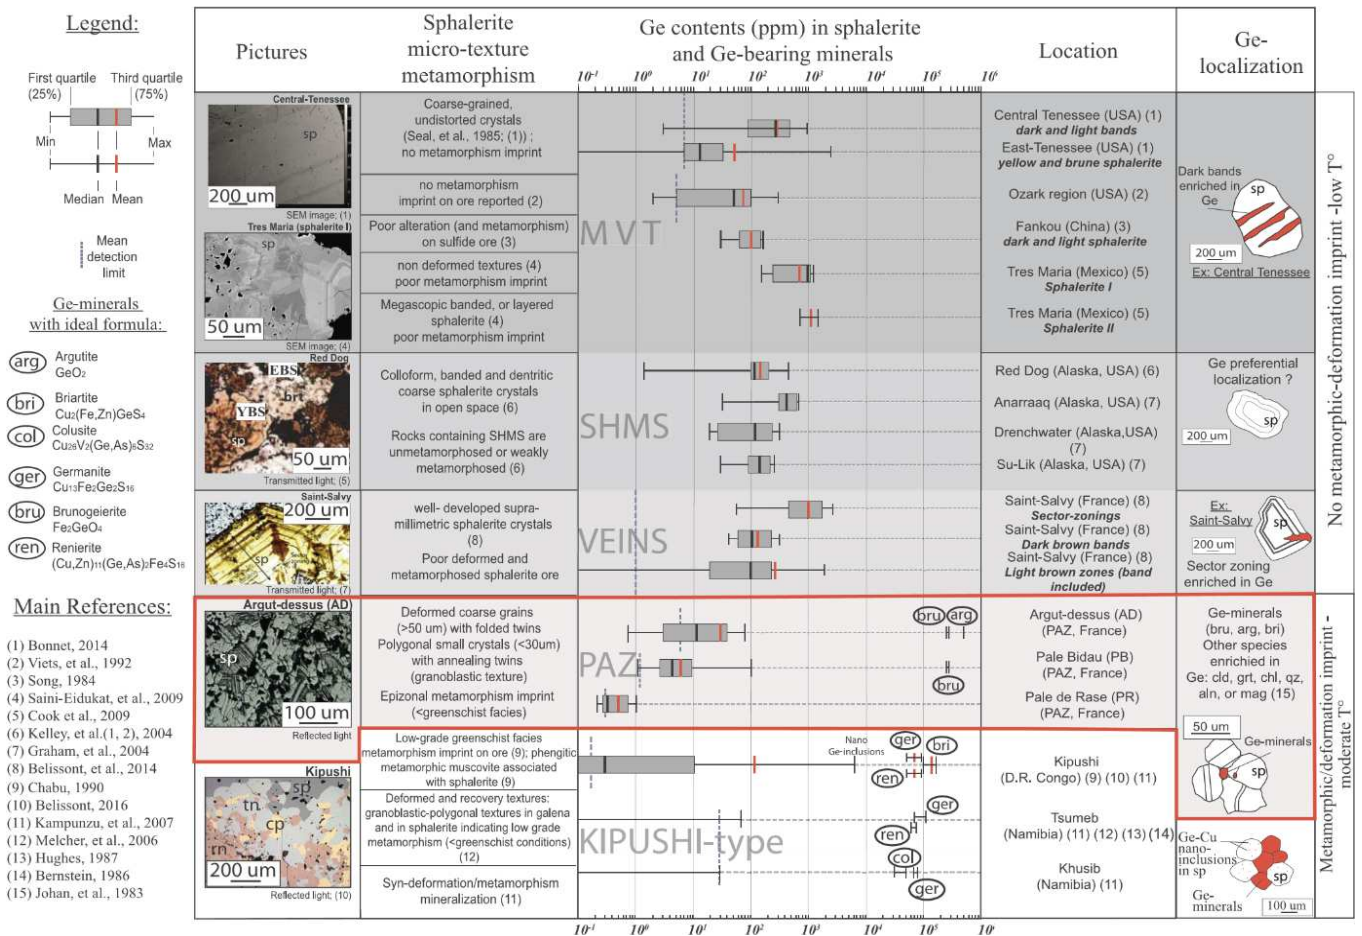 Legend:
First quartile
(25%)
Third quartile
(75%)
Min
Max
Median
Mean
Mean
detection
limit
Ge-minerals
with ideal formula:
arg
Argutite
GeO₂
bri
Briartite
Cu₂(Fe,Zn)GeS₄
col
Colusite
Cu₂₆V₂(Ge,As)₆S₃₂
ger
Germanite
Cu₁₃Fe₂Ge₂S₁₆
bru
Brunogeierite
Fe₂GeO₄
ren
Renierite
(Cu,Zn)₁₁(Ge,As)₂Fe₄S₁₆
Main References:
(1) Bonnet, 2014
(2) Viets, et al., 1992
(3) Song, 1984
(4) Saini-Eidukat, et al., 2009
(5) Cook et al., 2009
(6) Kelley, et al.(1, 2), 2004
(7) Graham, et al., 2004
(8) Belissont, et al., 2014
(9) Chabu, 1990
(10) Belissont, 2016
(11) Kampunzu, et al., 2007
(12) Melcher, et al., 2006
(13) Hughes, 1987
(14) Bernstein, 1986
(15) Johan, et al., 1983
Pictures
Sphalerite
micro-texture
metamorphism
Ge contents (ppm) in sphalerite
and Ge-bearing minerals
10⁻¹ 10⁰ 10¹ 10² 10³ 10⁴ 10⁵ 10⁶
Location
Ge-
localization
Central-Tenessee
sp
200 um
SEM image; (1)
Tres Maria (sphalerite I)
sp
50 um
SEM image; (4)
Coarse-grained,
undistorted crystals
(Seal, et al., 1985; (1)) ;
no metamorphism imprint
no metamorphism
imprint on ore reported (2)
Poor alteration (and metamorphism)
on sulfide ore (3)
non deformed textures (4)
poor metamorphism imprint
Megascopic banded, or layered
sphalerite (4)
poor metamorphism imprint
MVT
Central Tenessee (USA) (1)
dark and light bands
East-Tenessee (USA) (1)
yellow and brune sphalerite
Ozark region (USA) (2)
Fankou (China) (3)
dark and light sphalerite
Tres Maria (Mexico) (5)
Sphalerite I
Tres Maria (Mexico) (5)
Sphalerite II
Dark bands
enriched in
Ge
sp
200 um
Ex: Central Tenessee
Red Dog
EBS
brt
YBS
sp
50 um
Transmitted light; (5)
Colloform, banded and dentritic
coarse sphalerite crystals
in open space (6)
Rocks containing SHMS are
unmetamorphosed or weakly
metamorphosed (6)
SHMS
Red Dog (Alaska, USA) (6)
Anarraaq (Alaska, USA) (7)
Drenchwater (Alaska,USA)
(7)
Su-Lik (Alaska, USA) (7)
Ge preferential
localization ?
sp
200 um
Saint-Salvy
200 um
sp
Transmitted light; (7)
well- developed supra-
millimetric sphalerite crystals
(8)
Poor deformed and
metamorphosed sphalerite ore
VEINS
Saint-Salvy (France) (8)
Sector-zonings
Saint-Salvy (France) (8)
Dark brown bands
Saint-Salvy (France) (8)
Light brown zones (band
included)
Ex:
Saint-Salvy
sp
200 um
Sector zoning
enriched in Ge
No metamorphic-deformation imprint -low T°
Argut-dessus (AD)
sp
100 um
Reflected light
Deformed coarse grains
(>50 um) with folded twins
Polygonal small crystals (<30um)
with annealing twins
(granoblastic texture)
Epizonal metamorphism imprint
(<greenschist facies)
PAZ
bru arg
bru
Argut-dessus (AD)
(PAZ, France)
Pale Bidau (PB)
(PAZ, France)
Pale de Rase (PR)
(PAZ, France)
Ge-minerals
(bru, arg, bri)
Other species
enriched in
Ge: cld, grt, chl, qz,
aln, or mag (15)
50 um
Ge-minerals
sp
Kipushi
sp
tn
cp
rn
200 um
Reflected light; (10)
Low-grade greenschist facies
metamorphism imprint on ore (9); phengitic
metamorphic muscovite associated
with sphalerite (9)
Deformed and recovery textures:
granoblastic-polygonal textures in galena
and in sphalerite indicating low grade
metamorphism (<greenschist conditions)
(12)
Syn-deformation/metamorphism
mineralization (11)
KIPUSHI-type
Nano
Ge-inclusions
ger
bri
ren
ger
ren
col
ger
Kipushi
(D.R. Congo) (9) (10) (11)
Tsumeb
(Namibia) (11) (12) (13) (14)
Khusib
(Namibia) (11)
Ge-Cu
nano-
inclusions
in sp
sp
Ge-
minerals
100 um
Metamorphic/deformation imprint -
moderate T°
10⁻¹ 10⁰ 10¹ 10² 10³ 10⁴ 10⁵ 10⁶